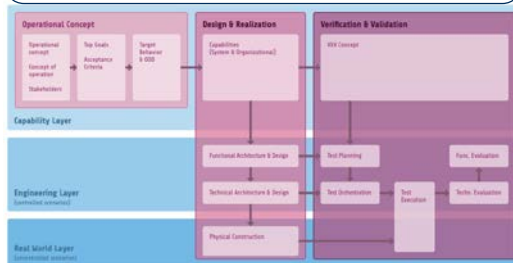 Operational Concept
Design & Realization
Verification & Validation
Operational
concept
Concept of
operation
Stakeholders
Top Goals
Acceptance
Criteria
Target
Behavior
& ODD
Capabilities
(System & Organizational)
V&V Concept
Capability Layer
Functional Architecture & Design
Test Planning
Func. Evaluation
Engineering Layer
(controlled scenarios)
Technical Architecture & Design
Test Orchestration
Test
Execution
Techn. Evaluation
Physical Construction
Real World Layer
(uncontrolled scenarios)